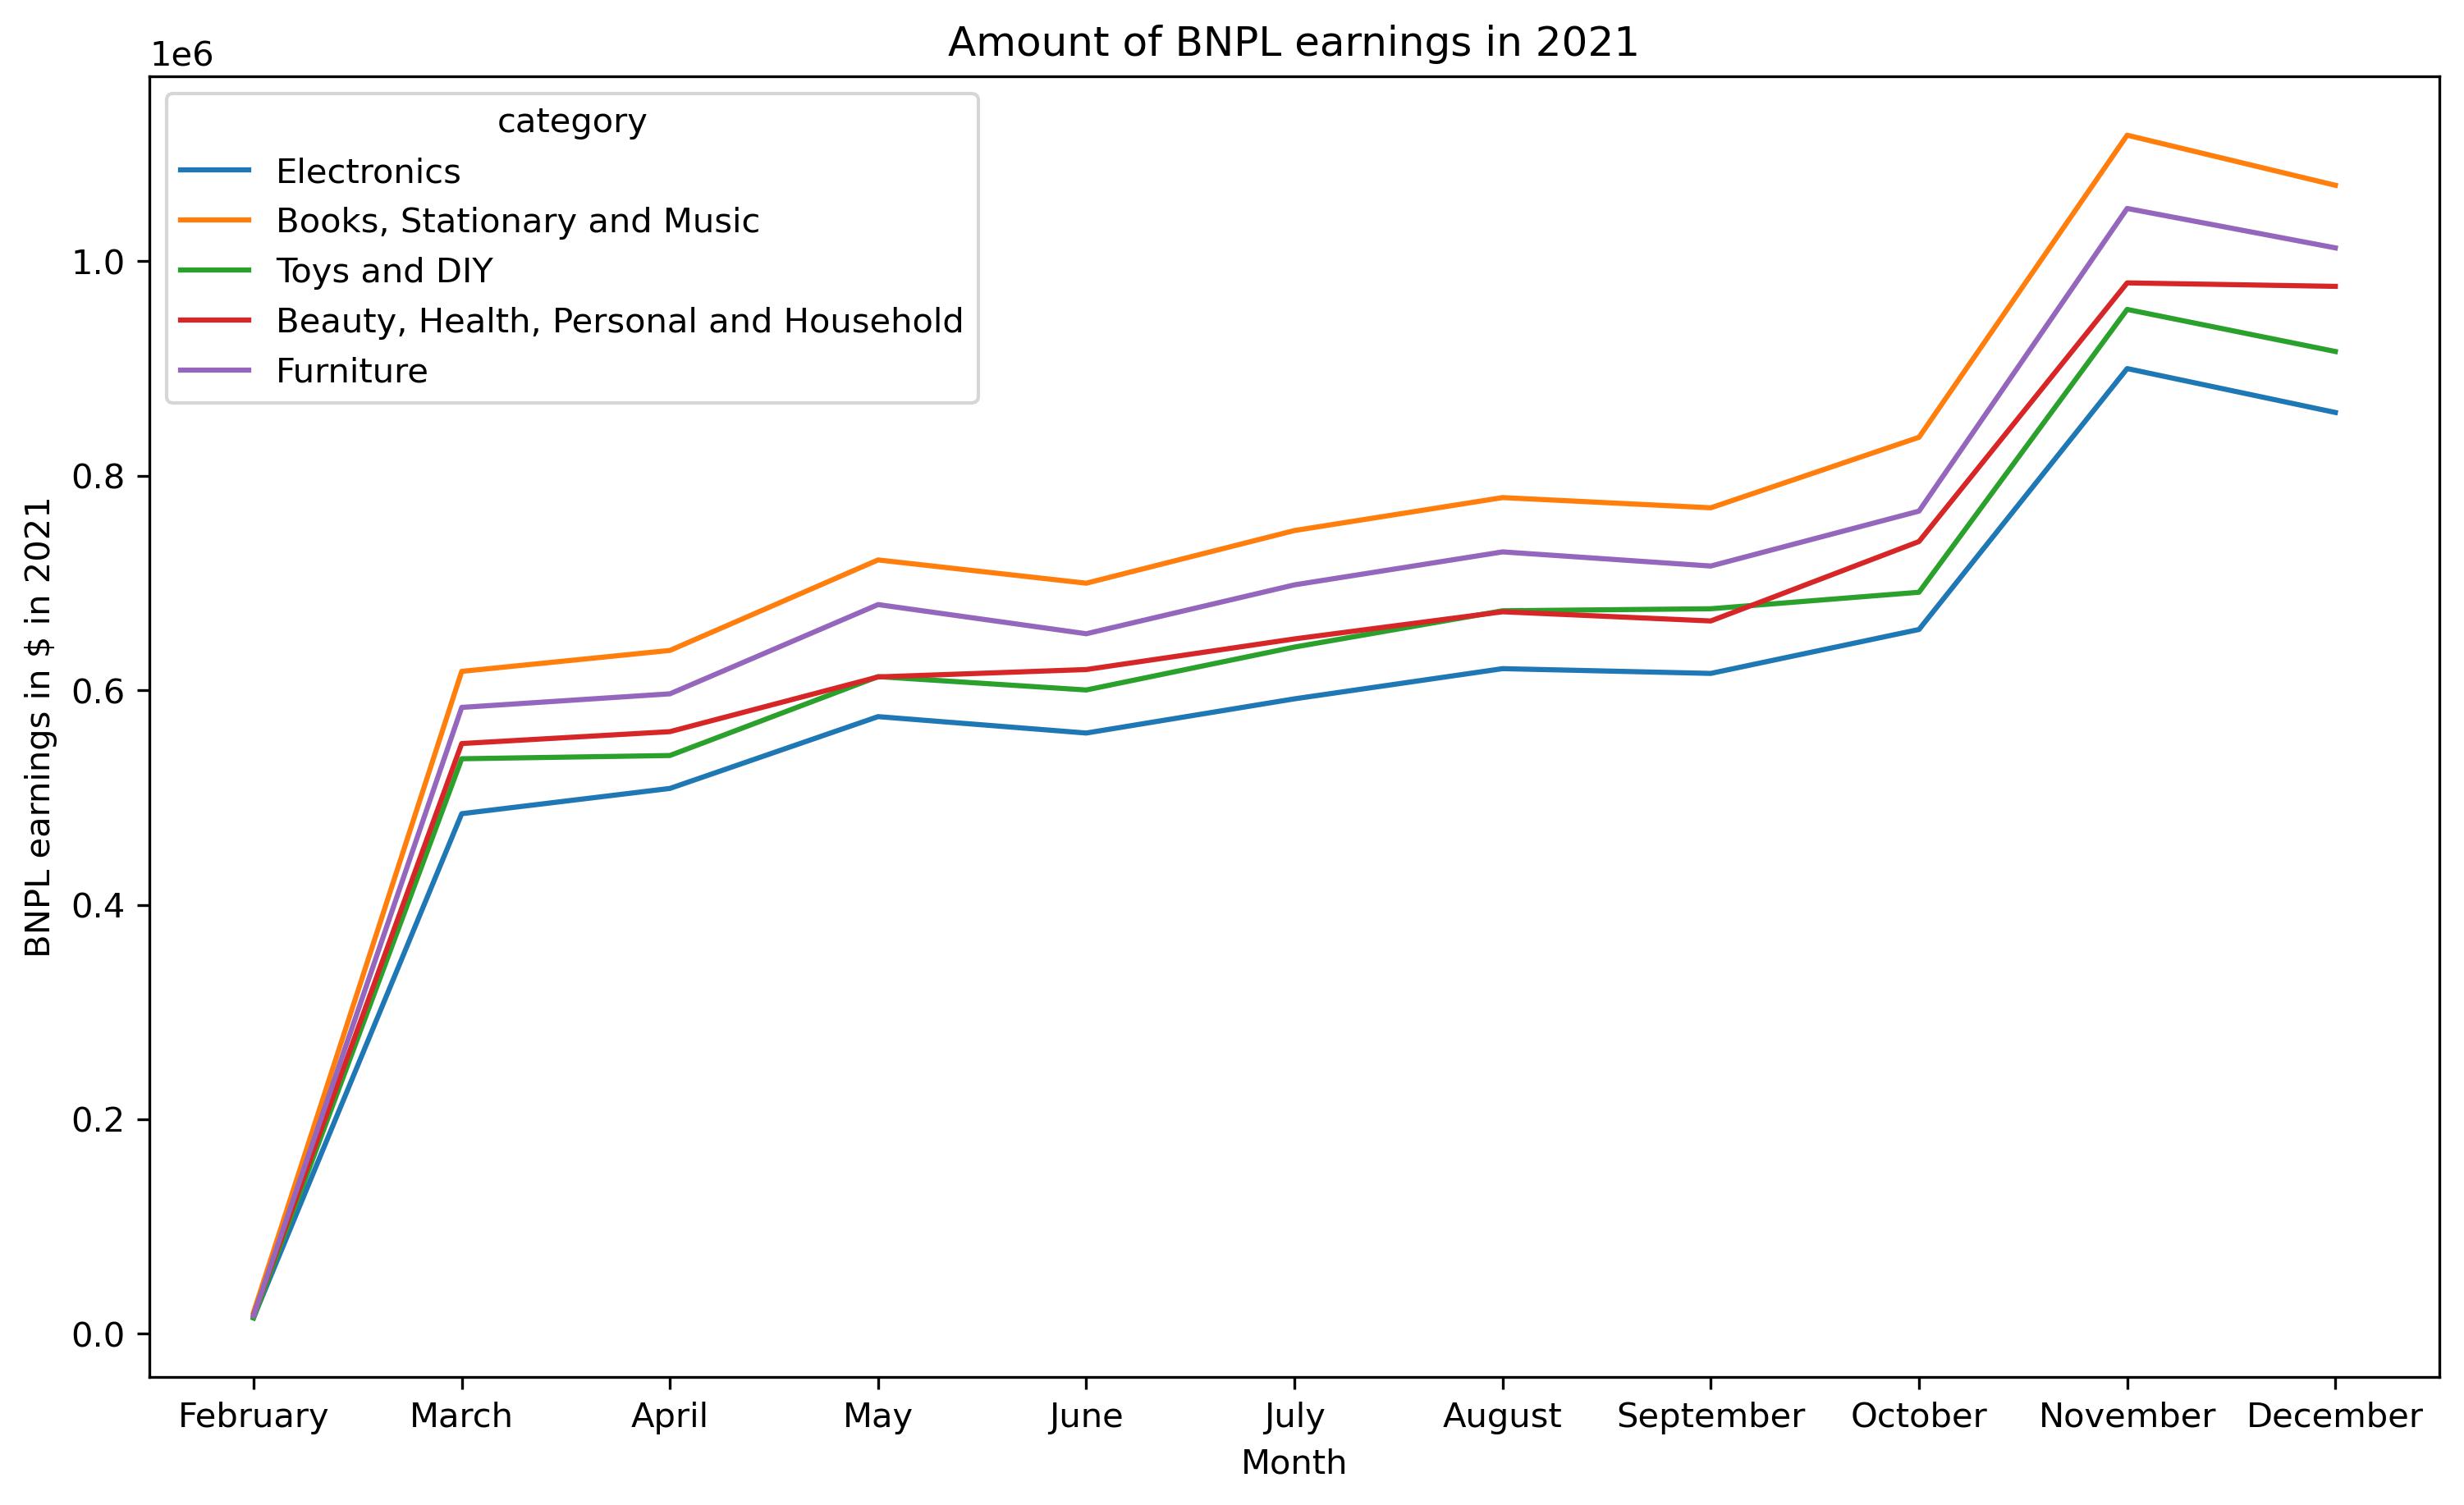 Amount of BNPL earnings in 2021
1e6
category
Electronics
Books, Stationary and Music
Toys and DIY
Beauty, Health, Personal and Household
Furniture
BNPL earnings in $ in 2021
1.0
0.8
0.6
0.4
0.2
0.0
February March April May June July August September October November December
Month